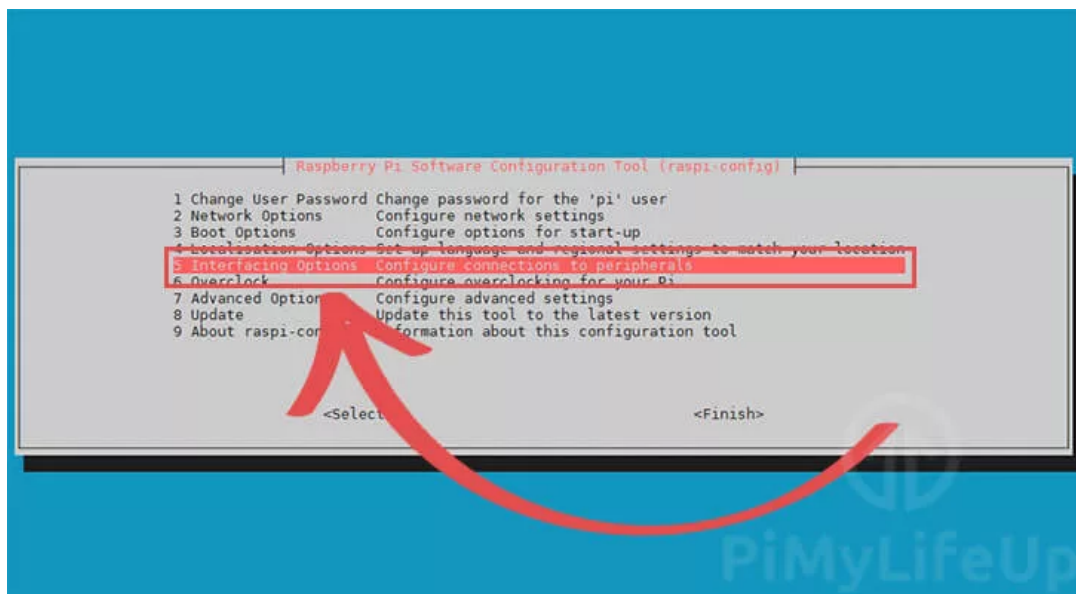 Raspberry Pi Software Configuration Tool (raspi-config)
1 Change User Password Change password for the 'pi' user
2 Network Options Configure network settings
3 Boot Options Configure options for start-up
4 Localisation Options Set up language and regional settings to match your location
5 Interfacing Options Configure connections to peripherals
6 Overclock Configure overclocking for your Pi
7 Advanced Option Configure advanced settings
8 Update Update this tool to the latest version
9 About raspi-con formation about this configuration tool
<Select <Finish>
PiMyLifeUp